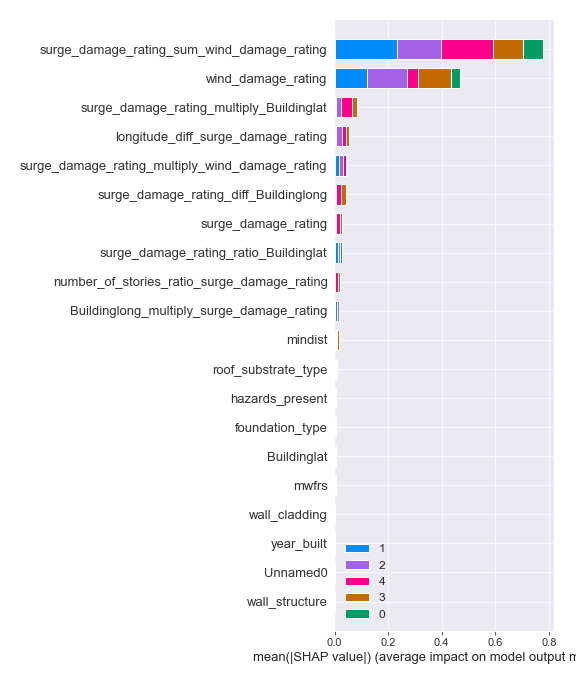 surge_damage_rating_sum_wind_damage_rating
wind_damage_rating
surge_damage_rating_multiply_Buildinglat
longitude_diff_surge_damage_rating
surge_damage_rating_multiply_wind_damage_rating
surge_damage_rating_diff_Buildinglong
surge_damage_rating
surge_damage_rating_ratio_Buildinglat
number_of_stories_ratio_surge_damage_rating
Buildinglong_multiply_surge_damage_rating
mindist
roof_substrate_type
hazards_present
foundation_type
Buildinglat
mwfrs
wall_cladding
year_built
Unnamed0
wall_structure
1
2
4
3
0
0.0 0.2 0.4 0.6 0.8
mean(|SHAP value|) (average impact on model output m